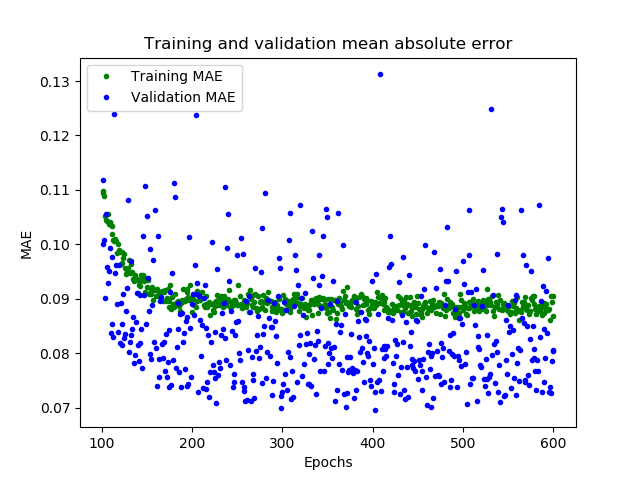 Training and validation mean absolute error
Training MAE
Validation MAE
0.13
0.12
0.11
0.10
0.09
0.08
0.07
MAE
100 200 300 400 500 600
Epochs